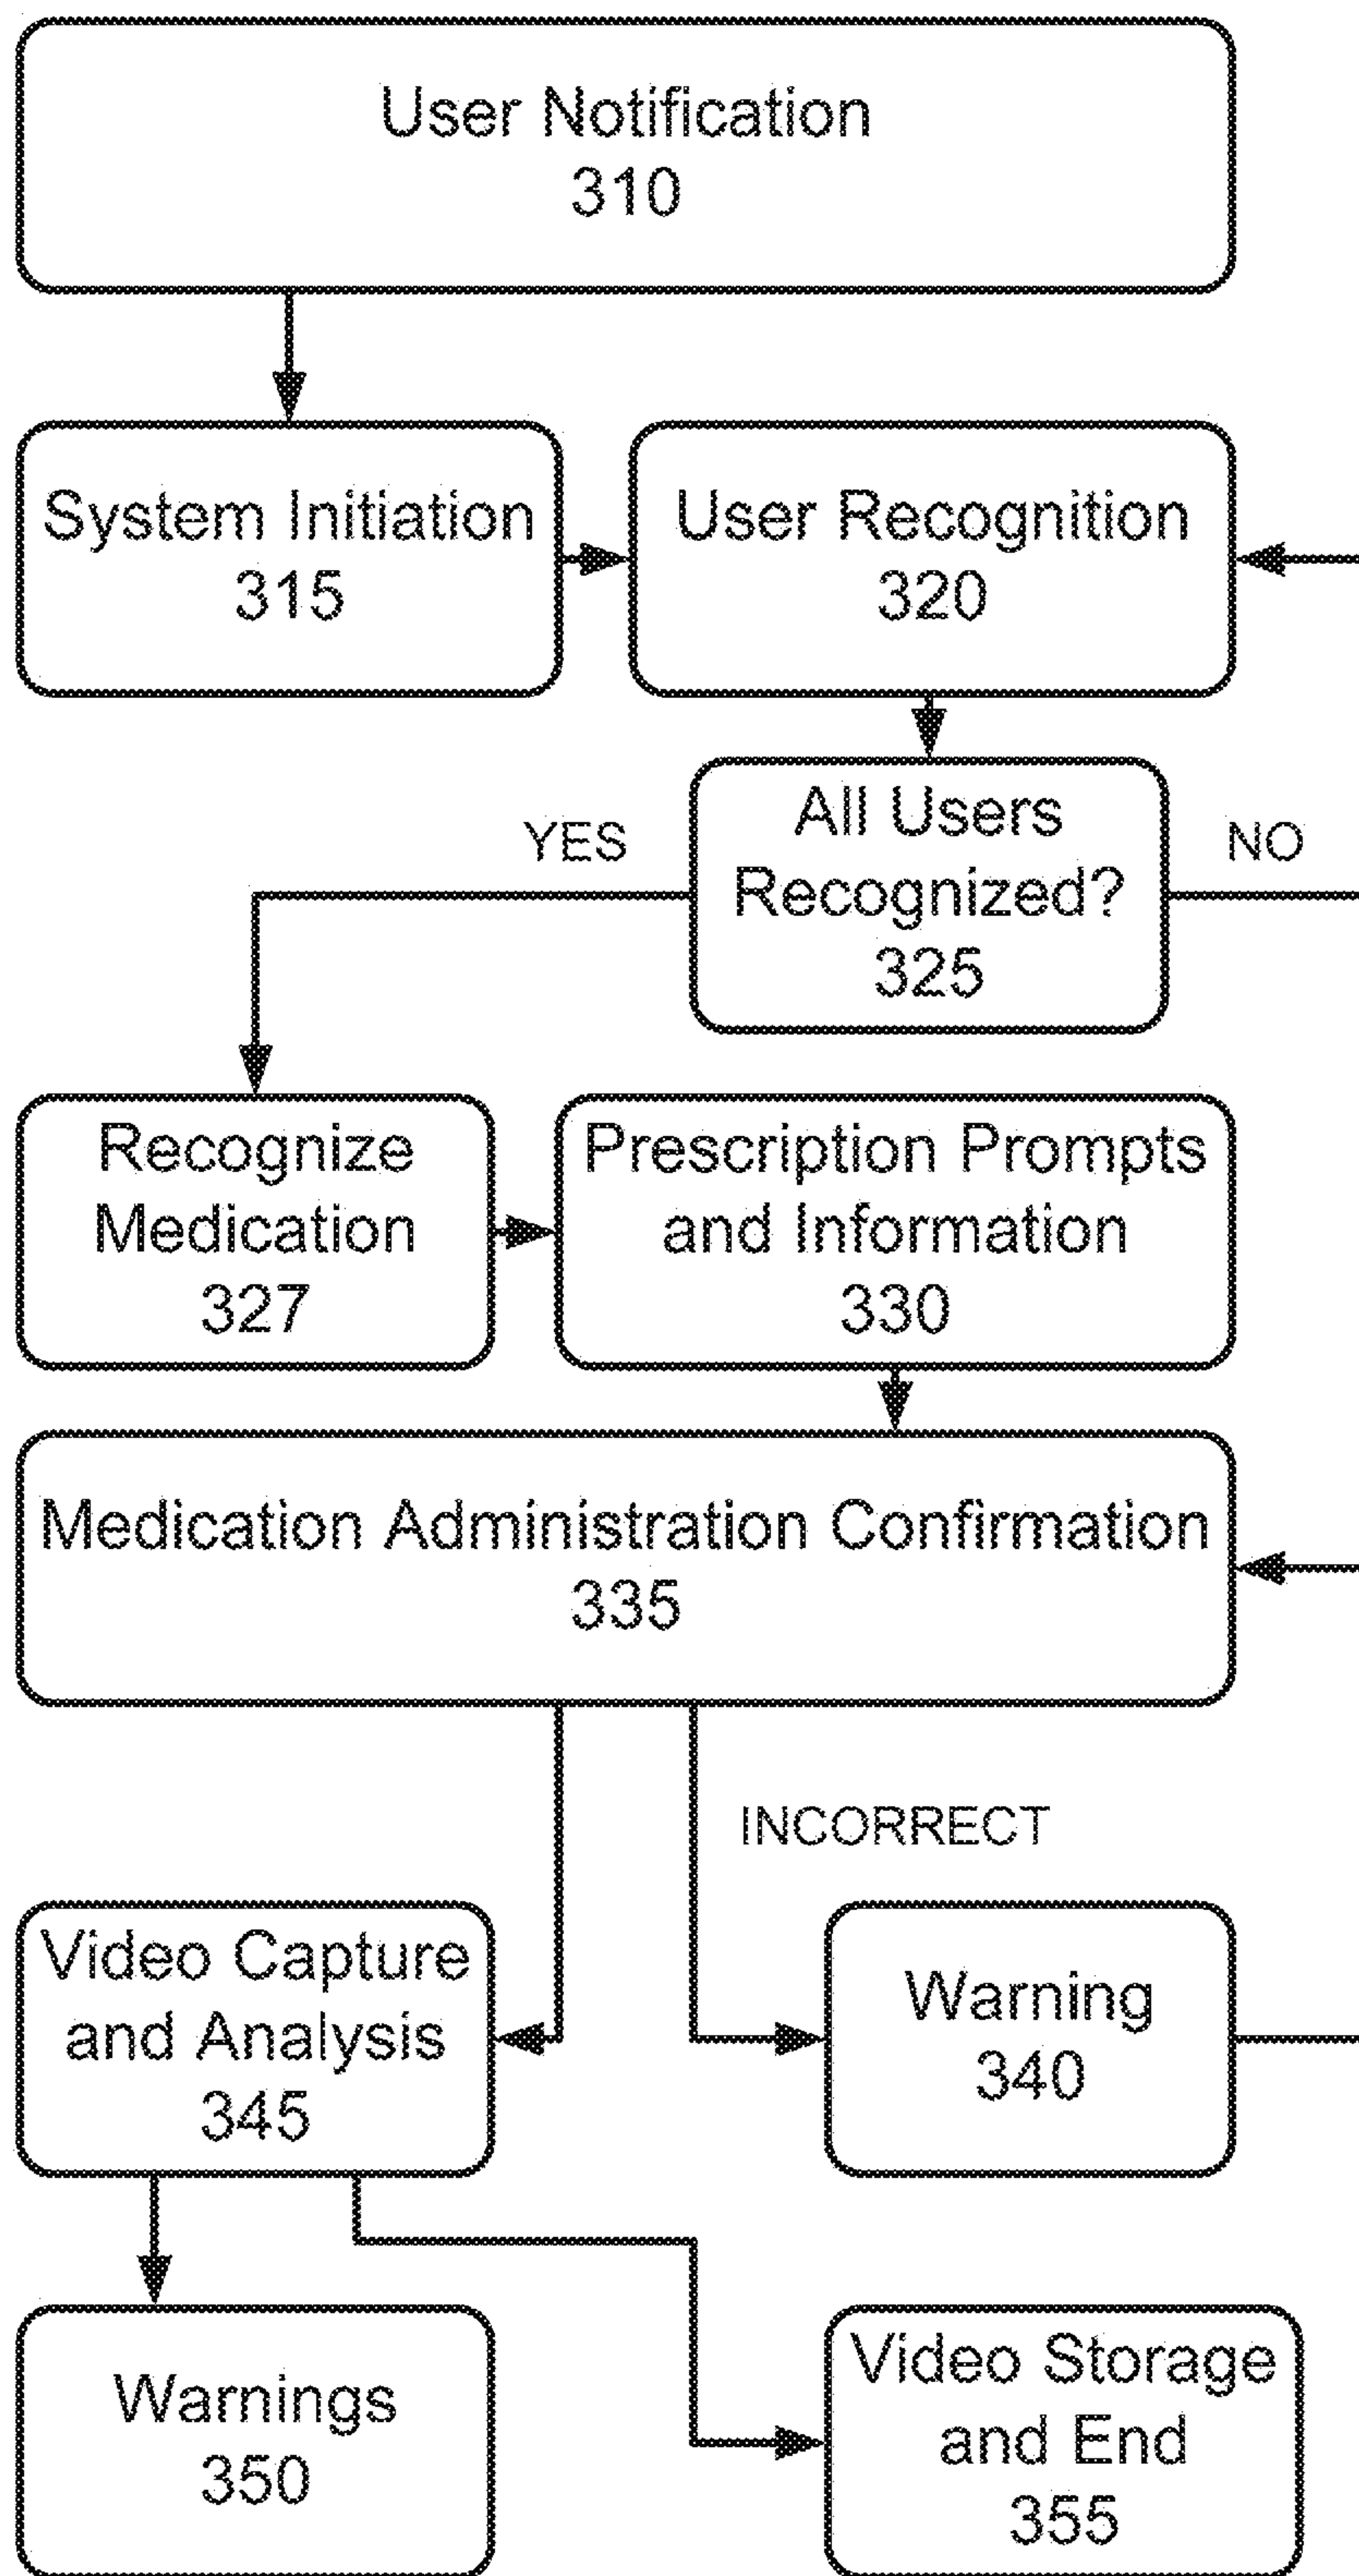 User Notification
310
System Initiation
315
User Recognition
320
All Users
Recognized?
325
YES
NO
Recognize
Medication
327
Prescription Prompts
and Information
330
Medication Administration Confirmation
335
INCORRECT
Video Capture
and Analysis
345
Warning
340
Warnings
350
Video Storage
and End
355